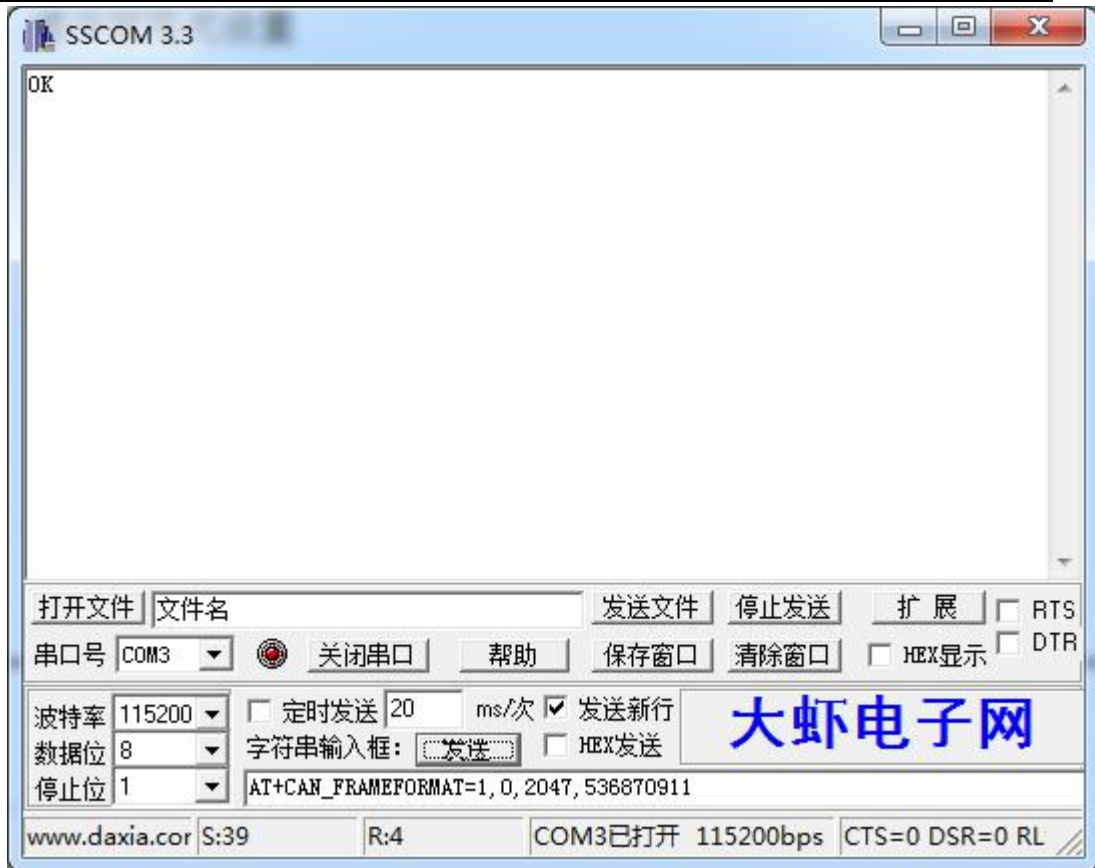 SSCOM 3.3
OK
打开文件 文件名 发送文件 停止发送 扩 展 RTS
串口号 COM3 关闭串口 帮助 保存窗口 清除窗口 HEX显示 DTR
波特率 115200 定时发送 20 ms/次 发送新行 大虾电子网
数据位 8 字符串输入框： 发送 HEX发送
停止位 1 AT+CAN_FRAMEFORMAT=1,0,2047,536870911
www.daxia.cor S:39 R:4 COM3已打开 115200bps CTS=0 DSR=0 RL